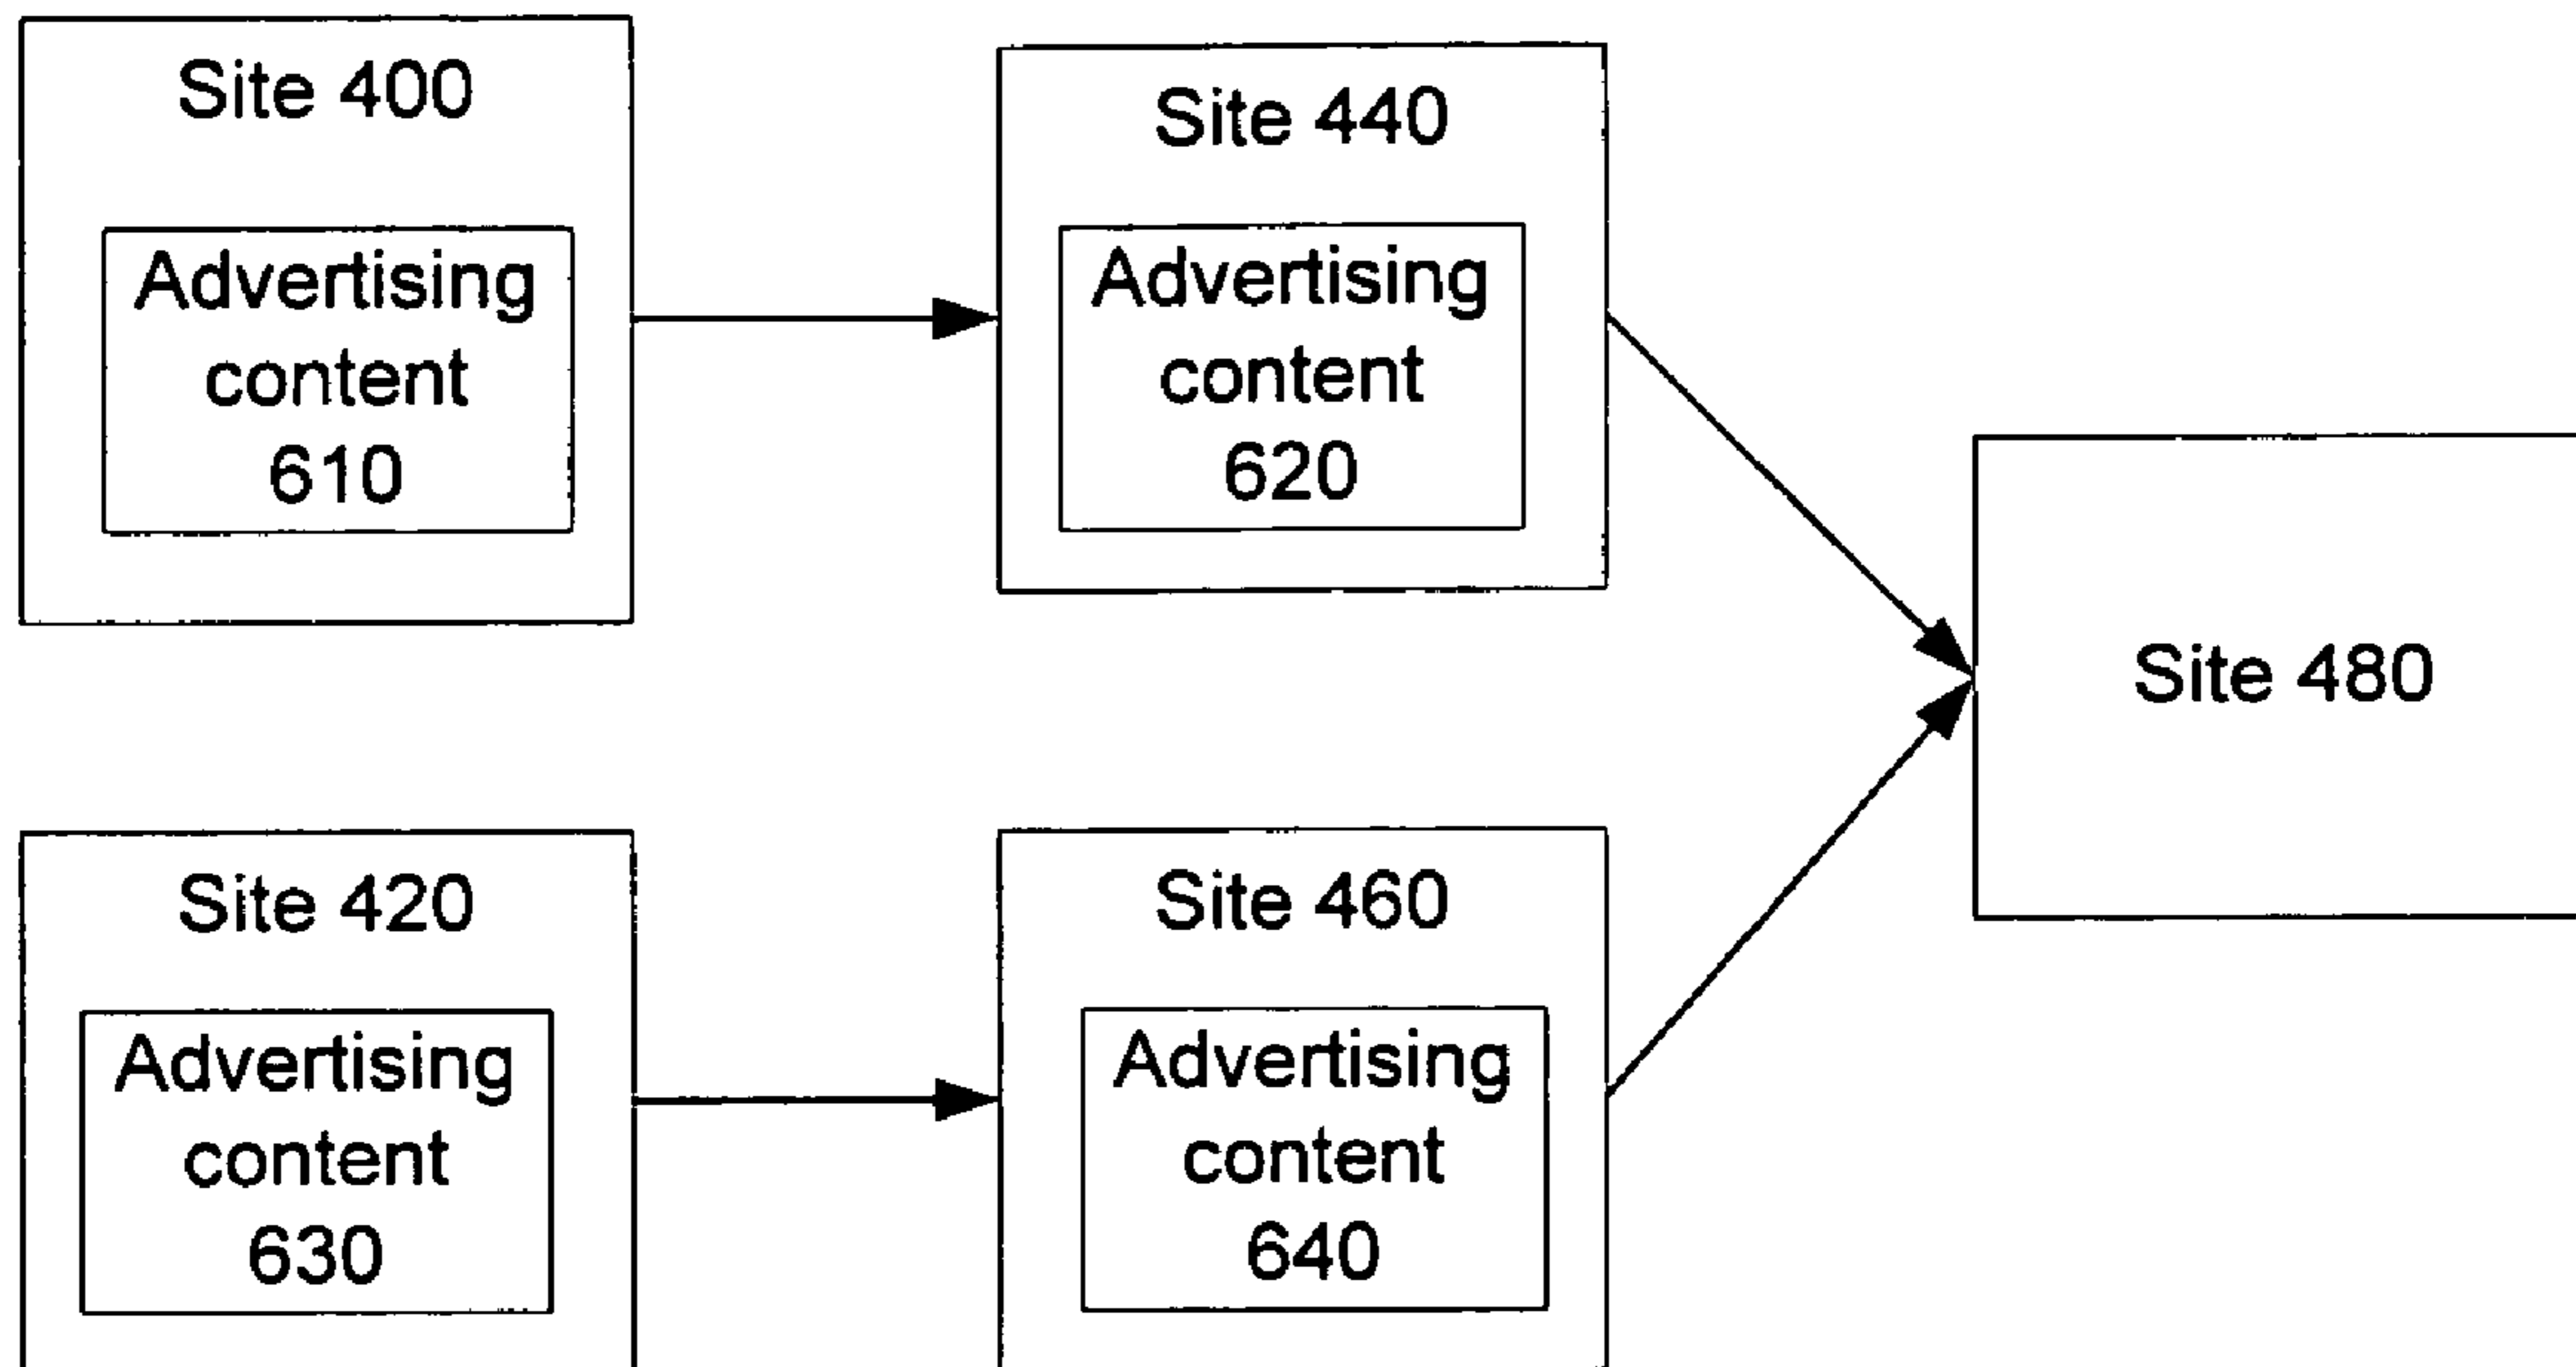 Site 400
Advertising
content
610
Site 440
Advertising
content
620
Site 480
Site 420
Advertising
content
630
Site 460
Advertising
content
640